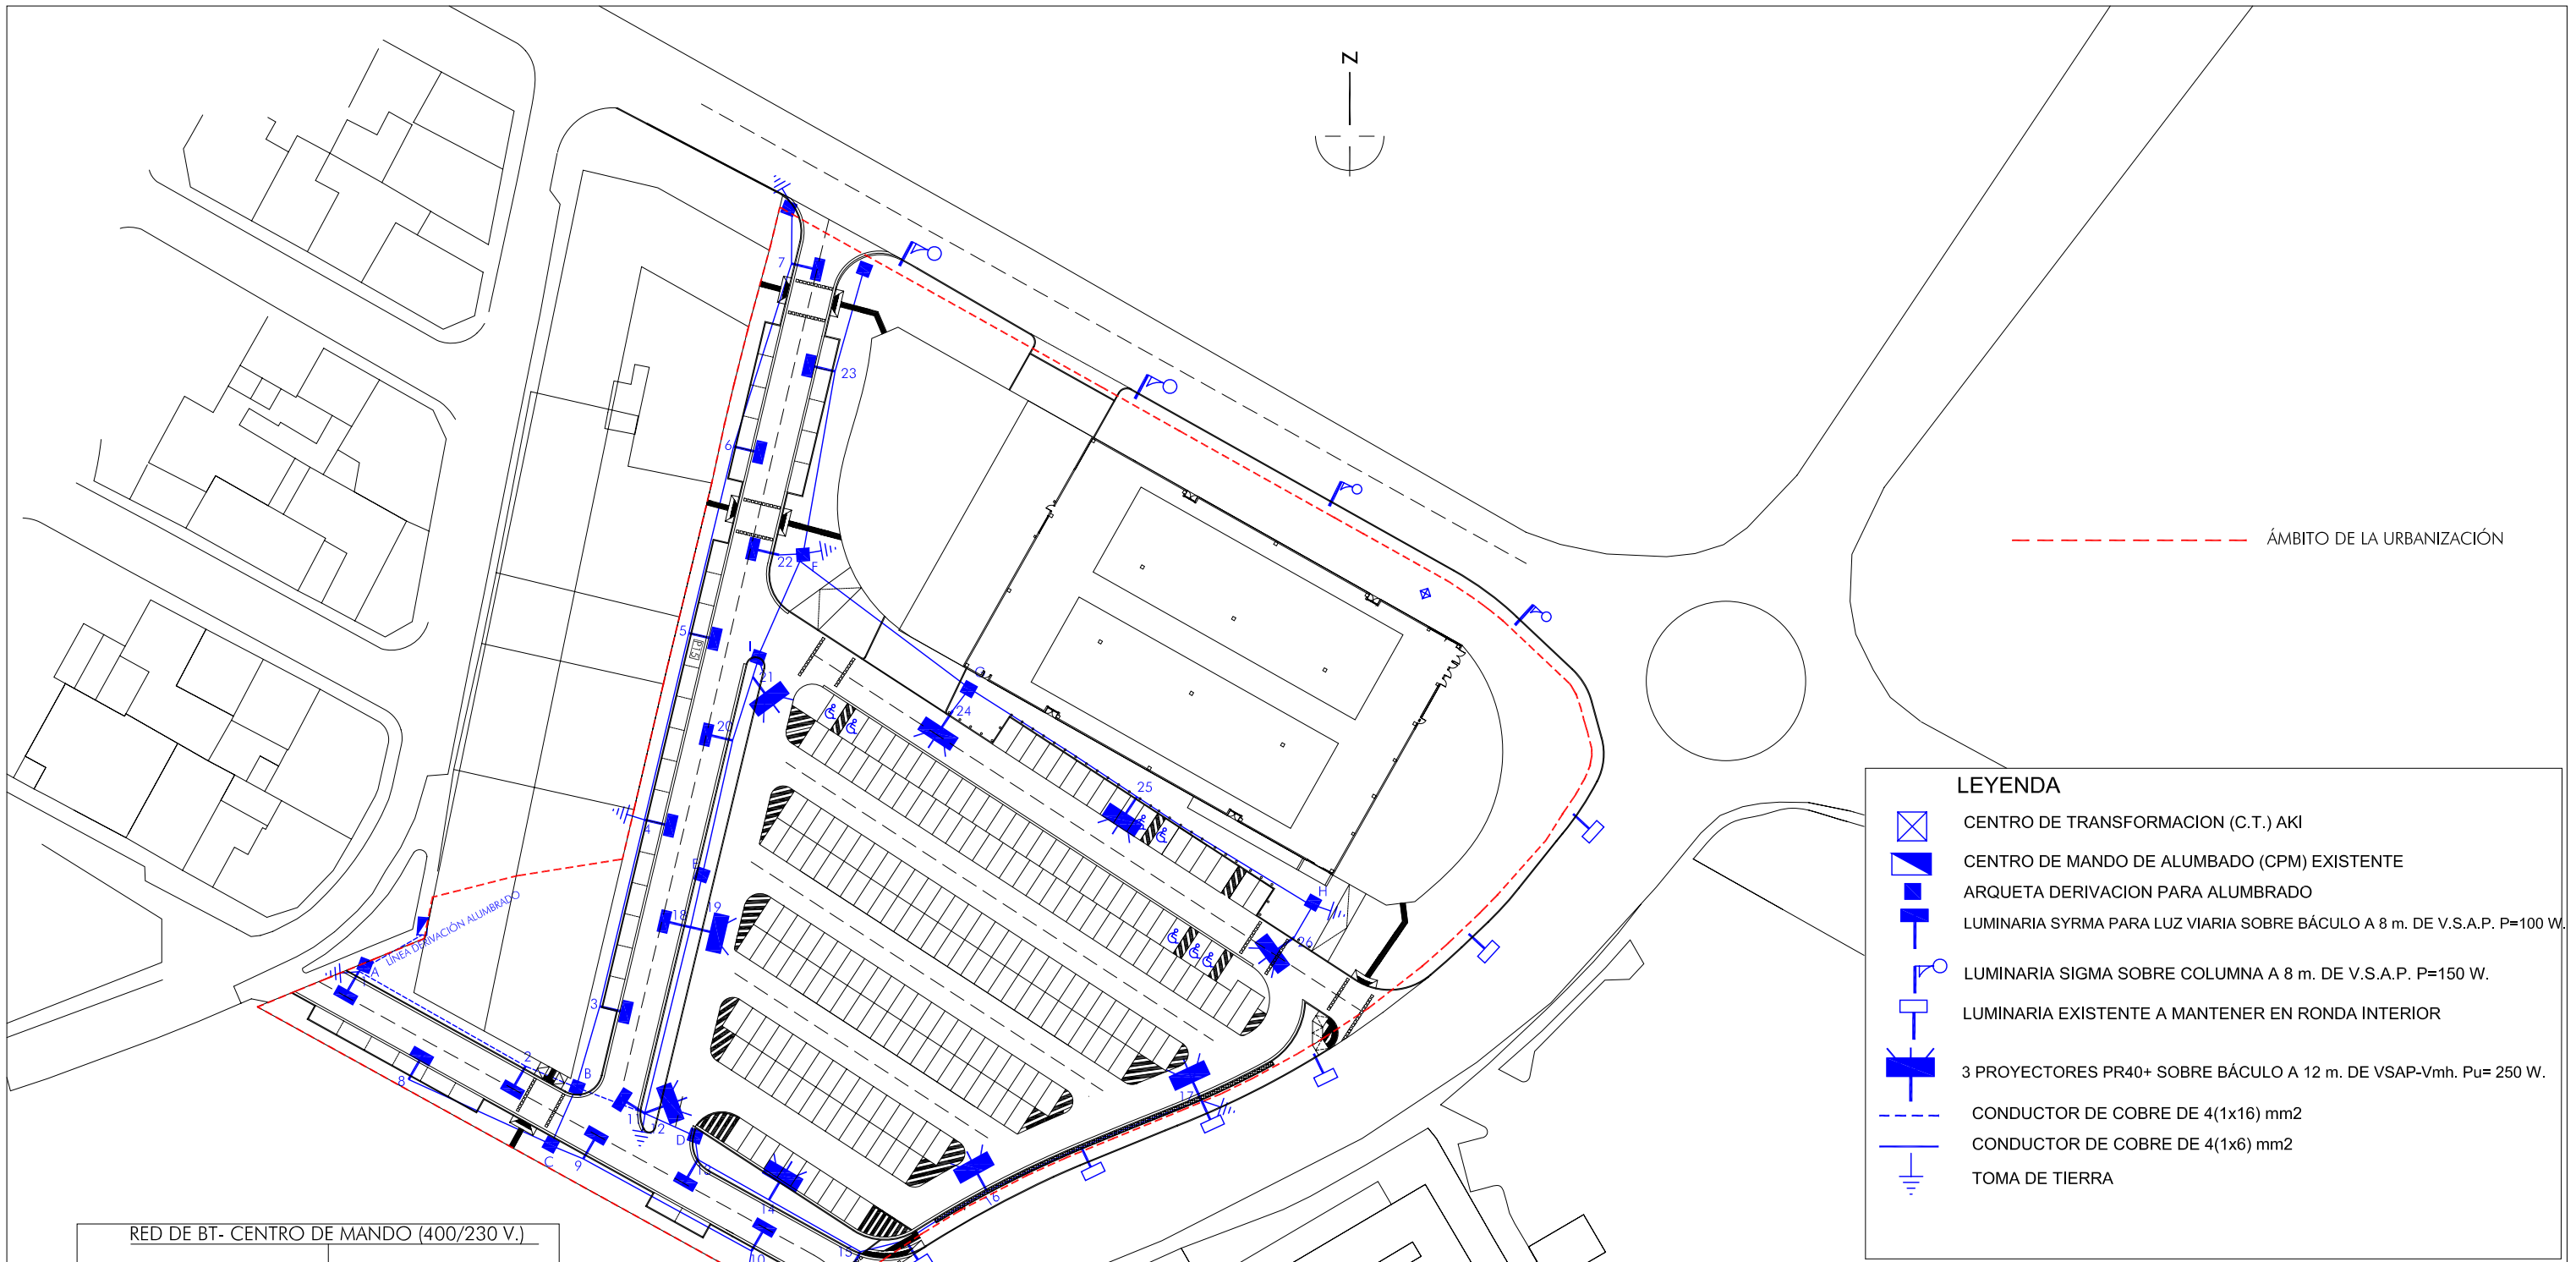 N
7
23
6
22
F
5
I
21
G
24
20
25
4
E
H
19
18
26
LÍNEA DERIVACIÓN ALUMBRADO
A
3
2
B
8
11
12
D
17
C
9
13
16
14
15
10
RED DE BT- CENTRO DE MANDO (400/230 V.)
ÁMBITO DE LA URBANIZACIÓN
LEYENDA
CENTRO DE TRANSFORMACION (C.T.) AKI
CENTRO DE MANDO DE ALUMBADO (CPM) EXISTENTE
ARQUETA DERIVACION PARA ALUMBRADO
LUMINARIA SYRMA PARA LUZ VIARIA SOBRE BÁCULO A 8 m. DE V.S.A.P. P=100 W.
LUMINARIA SIGMA SOBRE COLUMNA A 8 m. DE V.S.A.P. P=150 W.
LUMINARIA EXISTENTE A MANTENER EN RONDA INTERIOR
3 PROYECTORES PR40+ SOBRE BÁCULO A 12 m. DE VSAP-Vmh. Pu= 250 W.
CONDUCTOR DE COBRE DE 4(1x16) mm2
CONDUCTOR DE COBRE DE 4(1x6) mm2
TOMA DE TIERRA